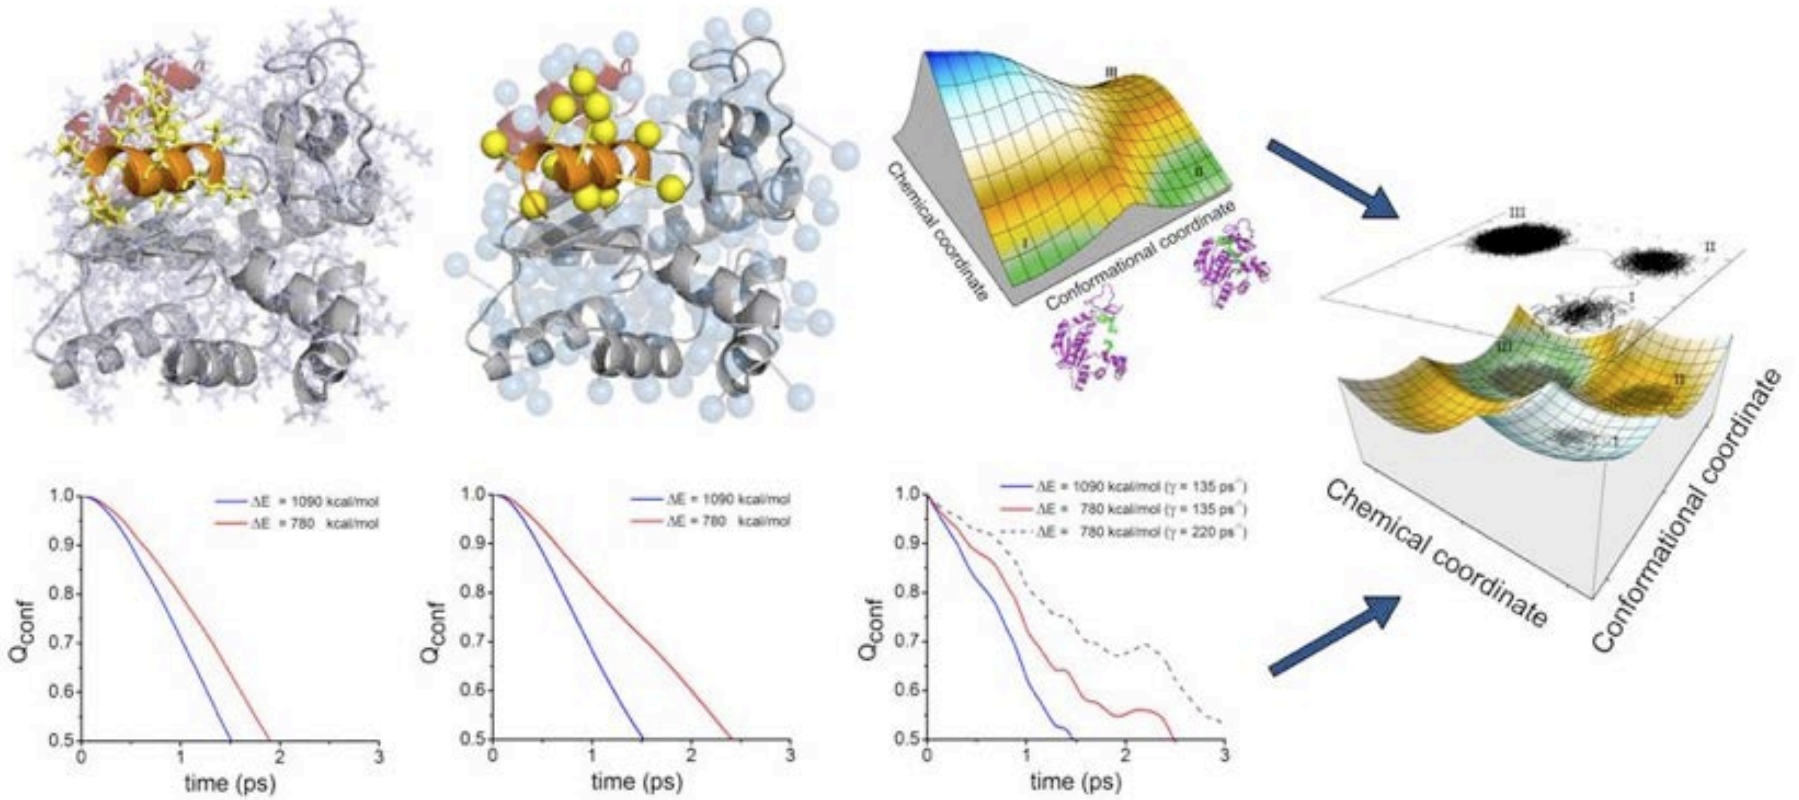 III
II
I
Chemical coordinate
Conformational coordinate
III
II
I
III
II
I
Chemical coordinate
Conformational coordinate
1.0
0.9
0.8
0.7
0.6
0.5
Qconf
0 1 2 3
time (ps)
ΔE = 1090 kcal/mol
ΔE = 780 kcal/mol
1.0
0.9
0.8
0.7
0.6
0.5
Qconf
0 1 2 3
time (ps)
ΔE = 1090 kcal/mol
ΔE = 780 kcal/mol
1.0
0.9
0.8
0.7
0.6
0.5
Qconf
0 1 2 3
time (ps)
ΔE = 1090 kcal/mol (γ = 135 ps⁻¹)
ΔE = 780 kcal/mol (γ = 135 ps⁻¹)
ΔE = 780 kcal/mol (γ = 220 ps⁻¹)